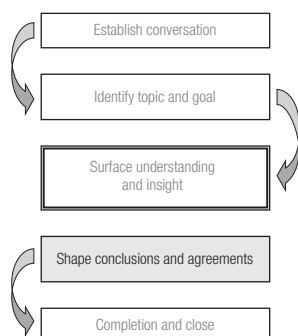 Establish conversation
Identify topic and goal
Surface understanding
and insight
Shape conclusions and agreements
Completion and close